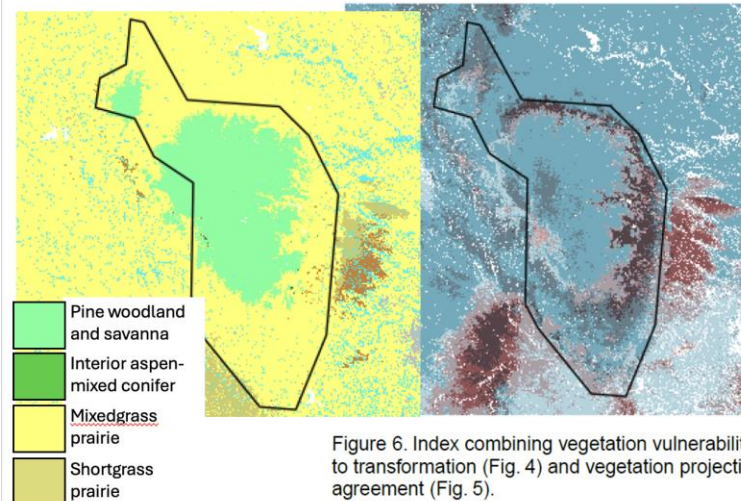 Pine woodland
and savanna
Interior aspen-
mixed conifer
Mixedgrass
prairie
Shortgrass
prairie
Figure 6. Index combining vegetation vulnerabilit
to transformation (Fig. 4) and vegetation projecti
agreement (Fig. 5).